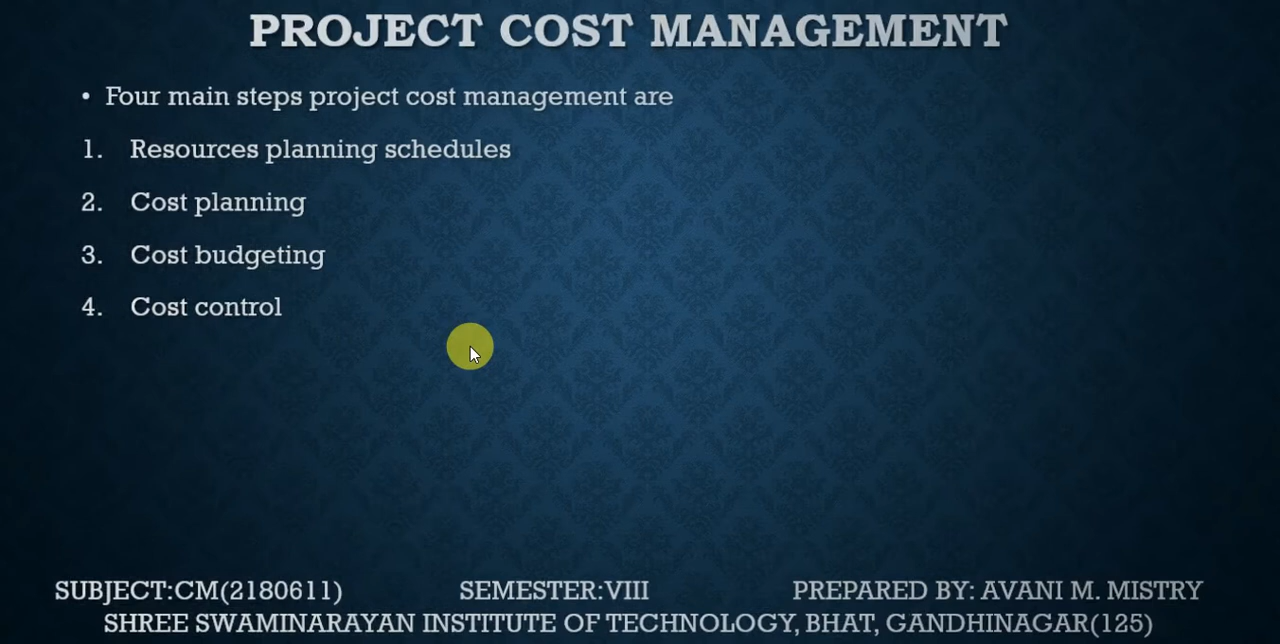 PROJECT COST MANAGEMENT
• Four main steps project cost management are
1. Resources planning schedules
2. Cost planning
3. Cost budgeting
4. Cost control
SUBJECT:CM(2180611) SEMESTER:VIII PREPARED BY: AVANI M. MISTRY
SHREE SWAMINARAYAN INSTITUTE OF TECHNOLOGY, BHAT, GANDHINAGAR(125)